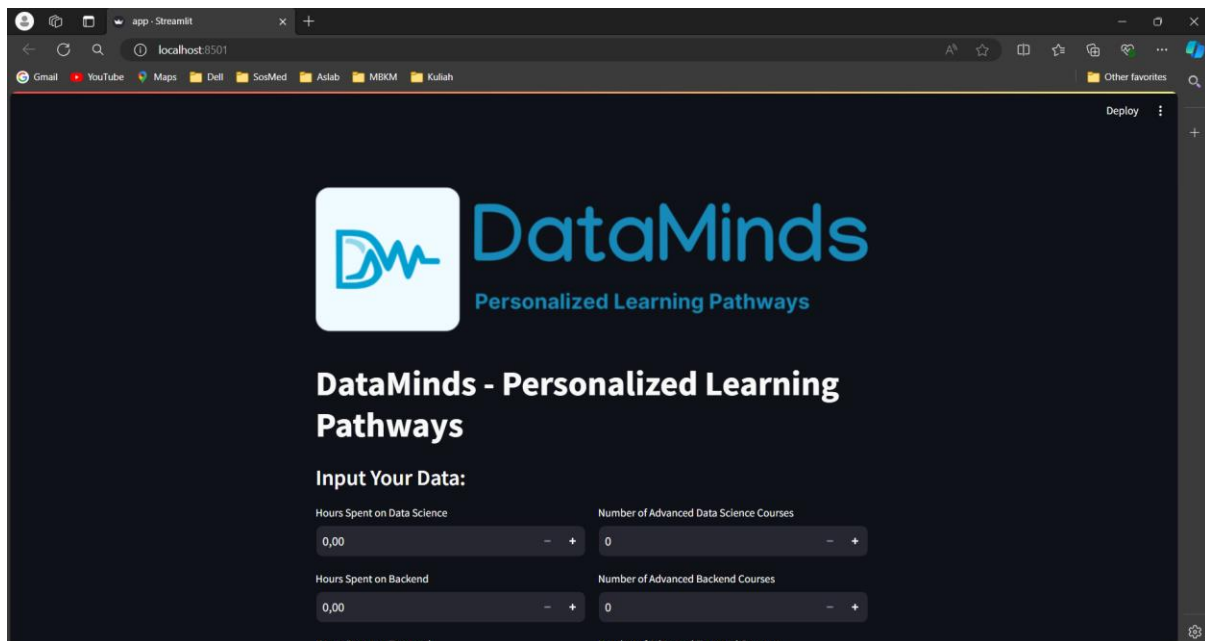 app · Streamlit
localhost:8501
Gmail YouTube Maps Dell SosMed Aslab MBKM Kuliah Other favorites
Deploy
DataMinds
Personalized Learning Pathways
DataMinds - Personalized Learning
Pathways
Input Your Data:
Hours Spent on Data Science Number of Advanced Data Science Courses
0,00 − + 0 − +
Hours Spent on Backend Number of Advanced Backend Courses
0,00 − + 0 − +